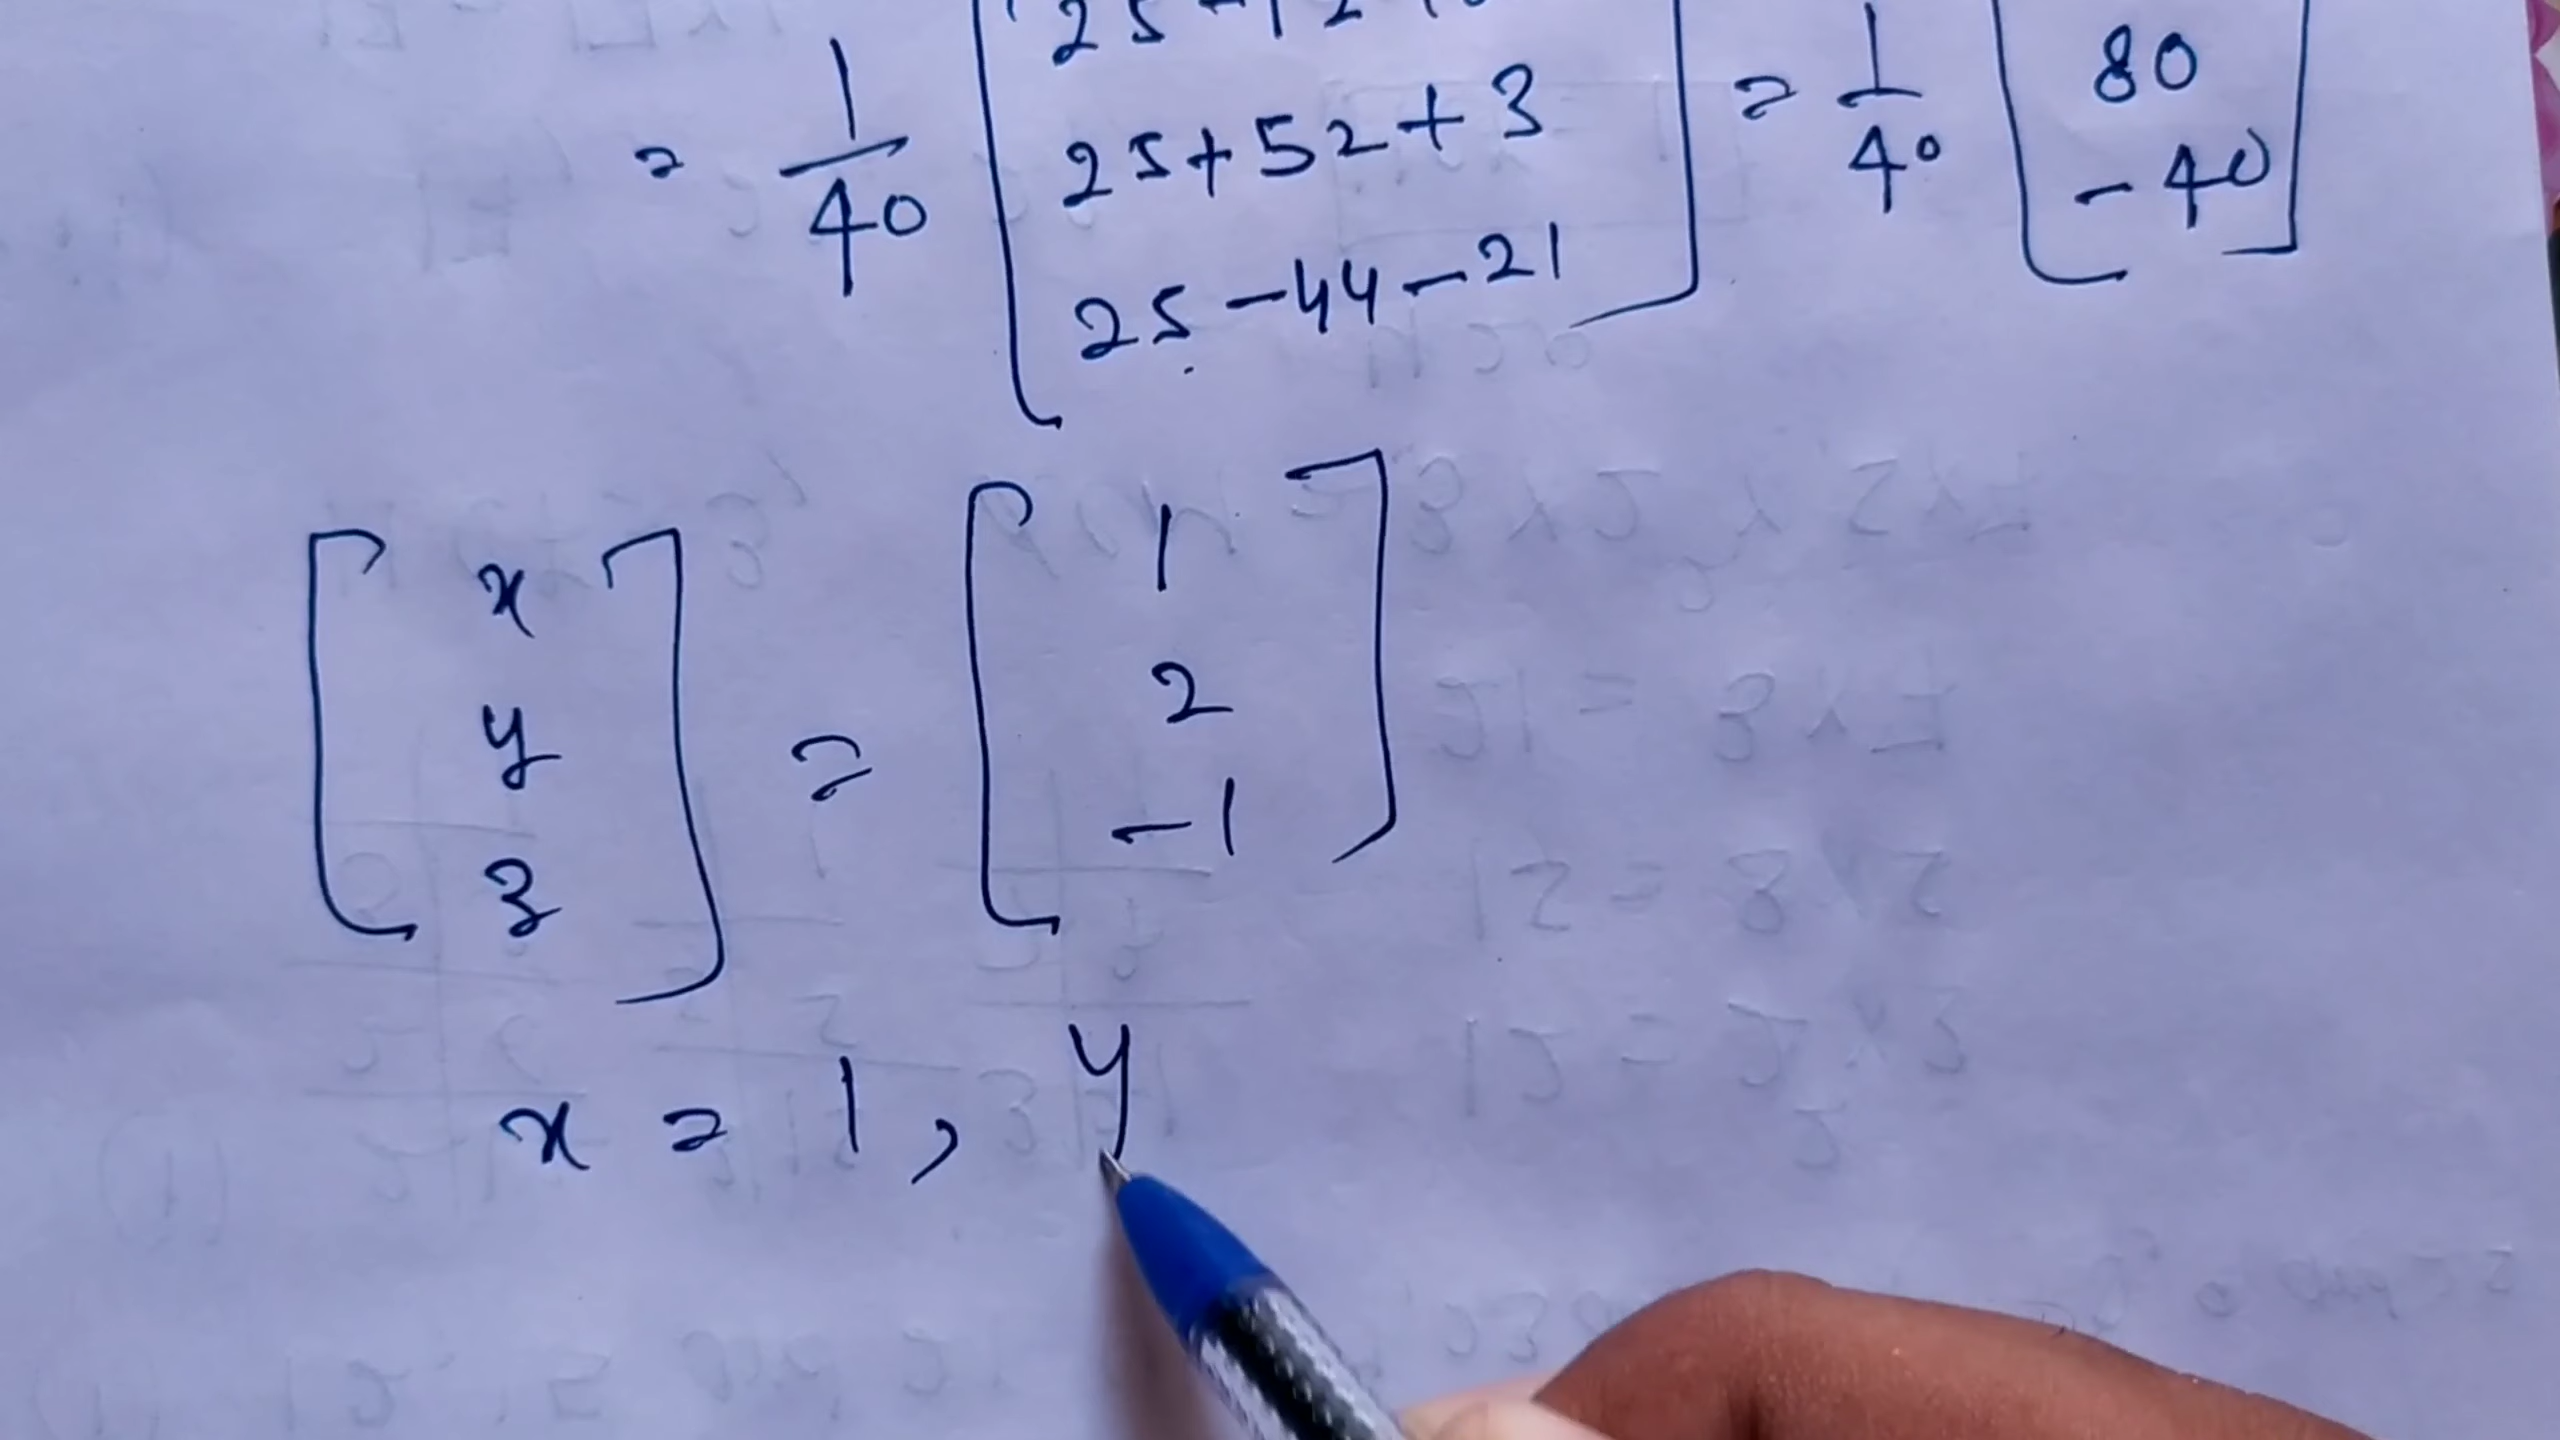 = 1/40 [25+52+3] = 1/40 [80]
[25-44-21] [-40]
[x] = [1]
[y] [2]
[z] [-1]
x = 1, y